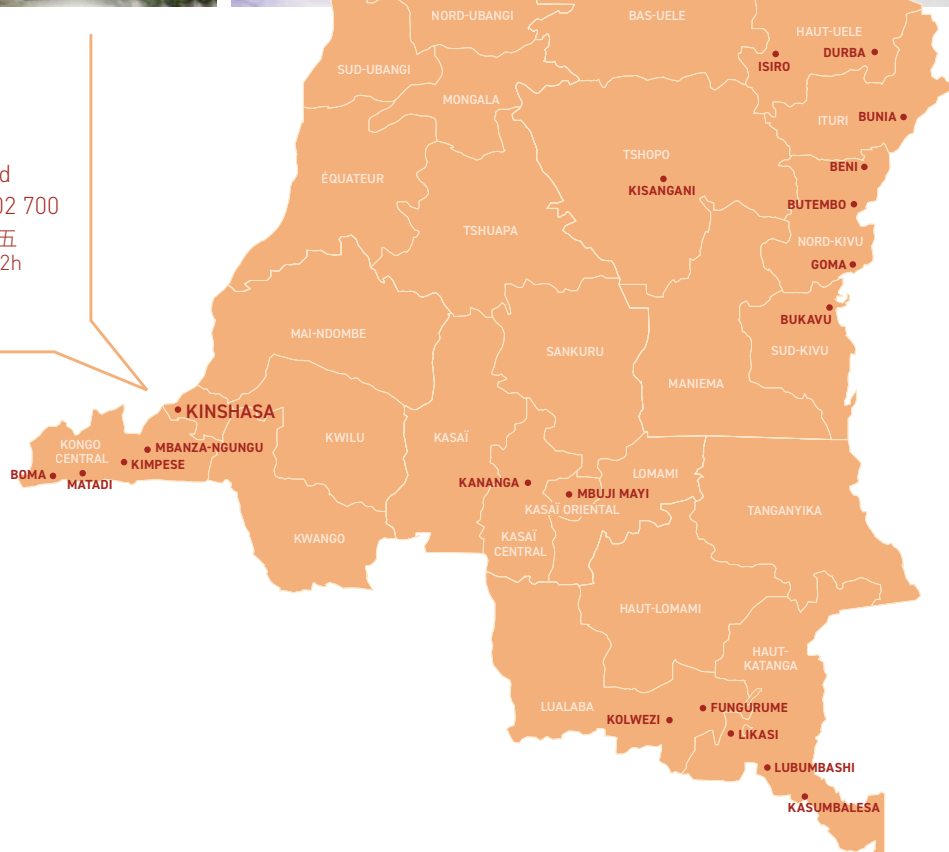 NORD-UBANGI
BAS-UELE
HAUT-UELE
DURBA
ISIRO
SUD-UBANGI
MONGALA
ITURI
BUNIA
TSHOPO
BENI
d
ÉQUATEUR
KISANGANI
02 700
BUTEMBO
五
TSHUAPA
NORD-KIVU
2h
GOMA
BUKAVU
MAI-NDOMBE
SANKURU
SUD-KIVU
MANIEMA
KINSHASA
KONGO
CENTRAL
MBANZA-NGUNGU
KWILU
KASAÏ
KIMPESE
BOMA
MATADI
LOMAMI
KANANGA
MBUJI MAYI
KASAÏ ORIENTAL
TANGANYIKA
KWANGO
KASAÏ
CENTRAL
HAUT-LOMAMI
HAUT-
KATANGA
LUALABA
FUNGURUME
KOLWEZI
LIKASI
LUBUMBASHI
KASUMBALESA